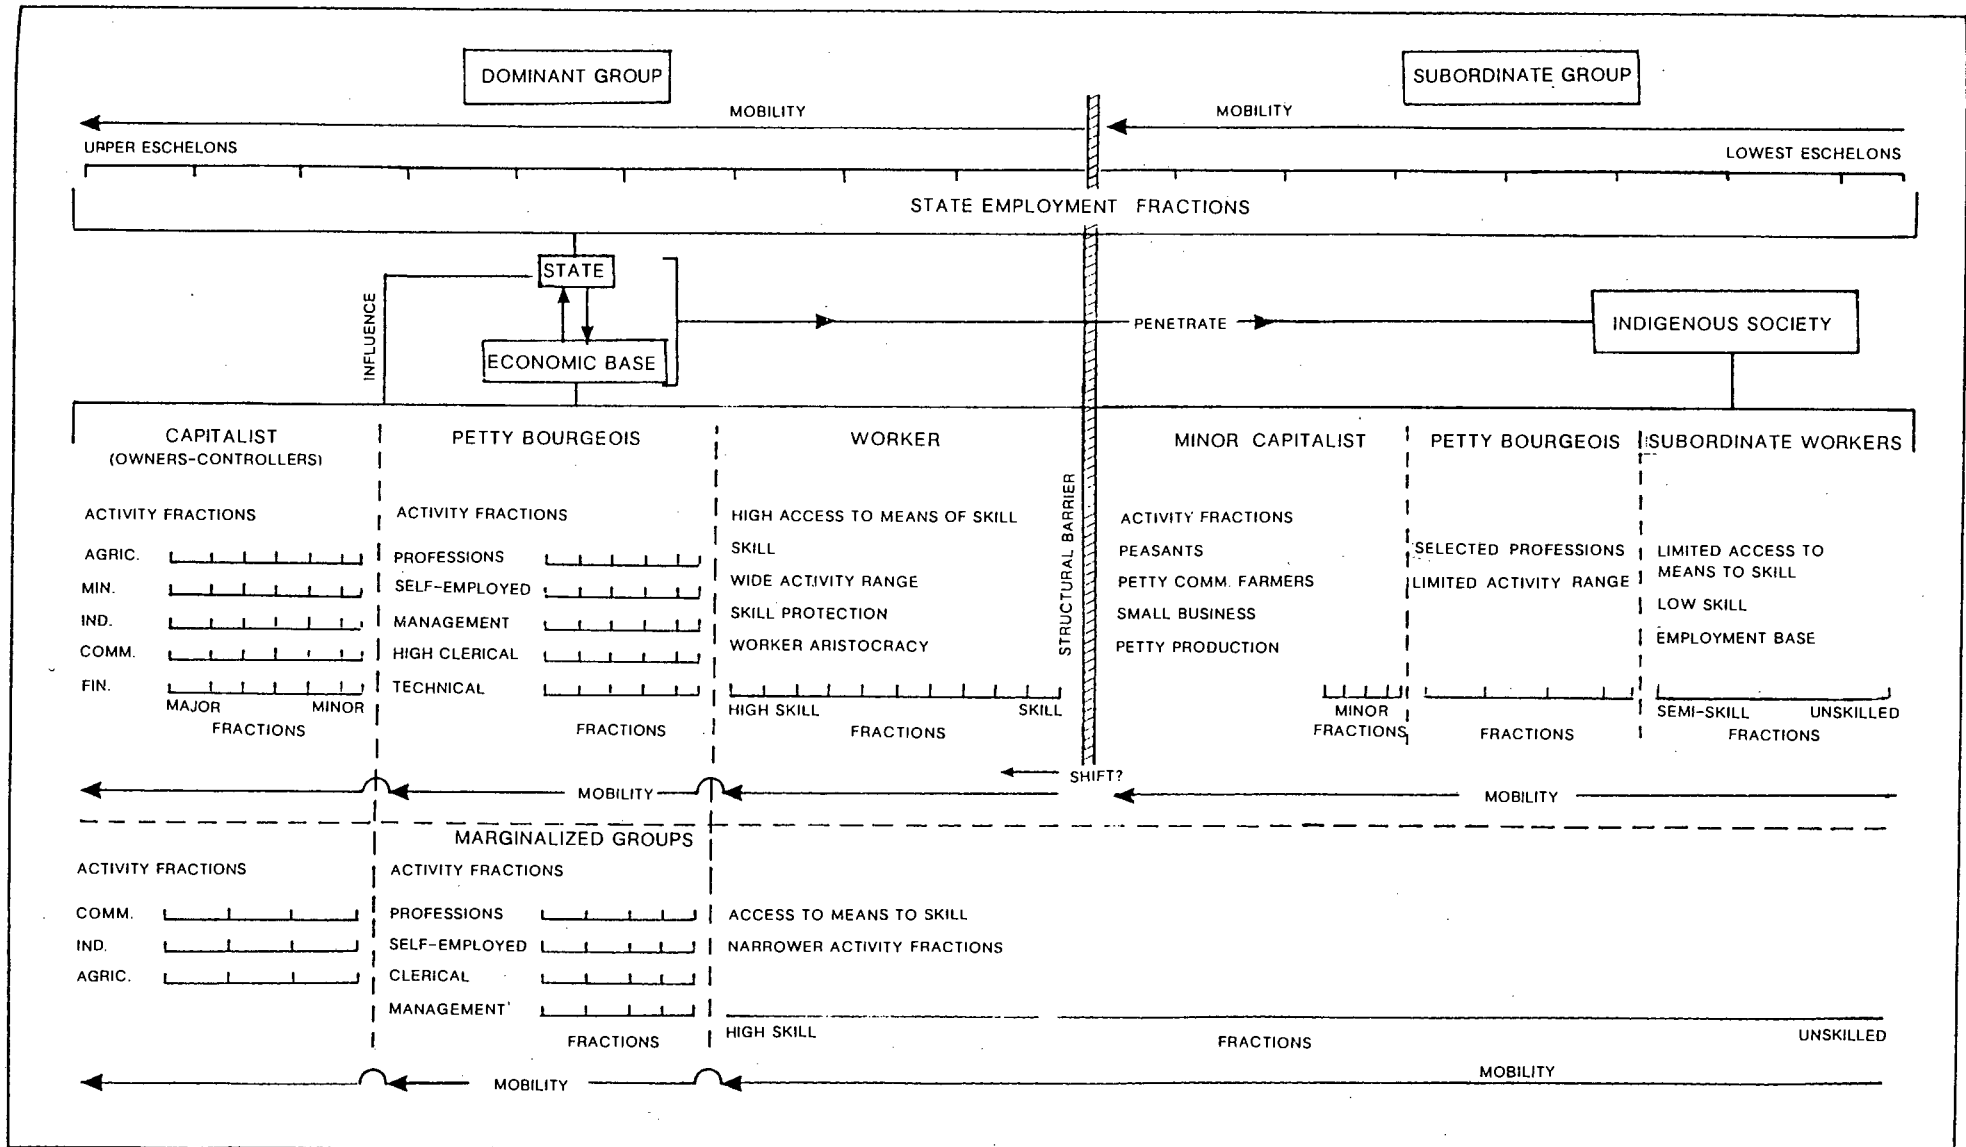 DOMINANT GROUP
SUBORDINATE GROUP
MOBILITY
MOBILITY
UPPER ESCHELONS
LOWEST ESCHELONS
STATE EMPLOYMENT FRACTIONS
STATE
INFLUENCE
ECONOMIC BASE
PENETRATE
INDIGENOUS SOCIETY
CAPITALIST
(OWNERS-CONTROLLERS)
ACTIVITY FRACTIONS
AGRIC.
MIN.
IND.
COMM.
FIN.
MAJOR
MINOR
FRACTIONS
PETTY BOURGEOIS
ACTIVITY FRACTIONS
PROFESSIONS
SELF-EMPLOYED
MANAGEMENT
HIGH CLERICAL
TECHNICAL
FRACTIONS
WORKER
HIGH ACCESS TO MEANS OF SKILL
SKILL
WIDE ACTIVITY RANGE
SKILL PROTECTION
WORKER ARISTOCRACY
HIGH SKILL
SKILL
FRACTIONS
STRUCTURAL BARRIER
MINOR CAPITALIST
ACTIVITY FRACTIONS
PEASANTS
PETTY COMM. FARMERS
SMALL BUSINESS
PETTY PRODUCTION
MINOR
FRACTIONS
PETTY BOURGEOIS
SELECTED PROFESSIONS
LIMITED ACTIVITY RANGE
FRACTIONS
SUBORDINATE WORKERS
LIMITED ACCESS TO
MEANS TO SKILL
LOW SKILL
EMPLOYMENT BASE
SEMI-SKILL
UNSKILLED
FRACTIONS
SHIFT?
MOBILITY
MOBILITY
MARGINALIZED GROUPS
ACTIVITY FRACTIONS
COMM.
IND.
AGRIC.
ACTIVITY FRACTIONS
PROFESSIONS
SELF-EMPLOYED
CLERICAL
MANAGEMENT
FRACTIONS
ACCESS TO MEANS TO SKILL
NARROWER ACTIVITY FRACTIONS
HIGH SKILL
FRACTIONS
UNSKILLED
MOBILITY
MOBILITY